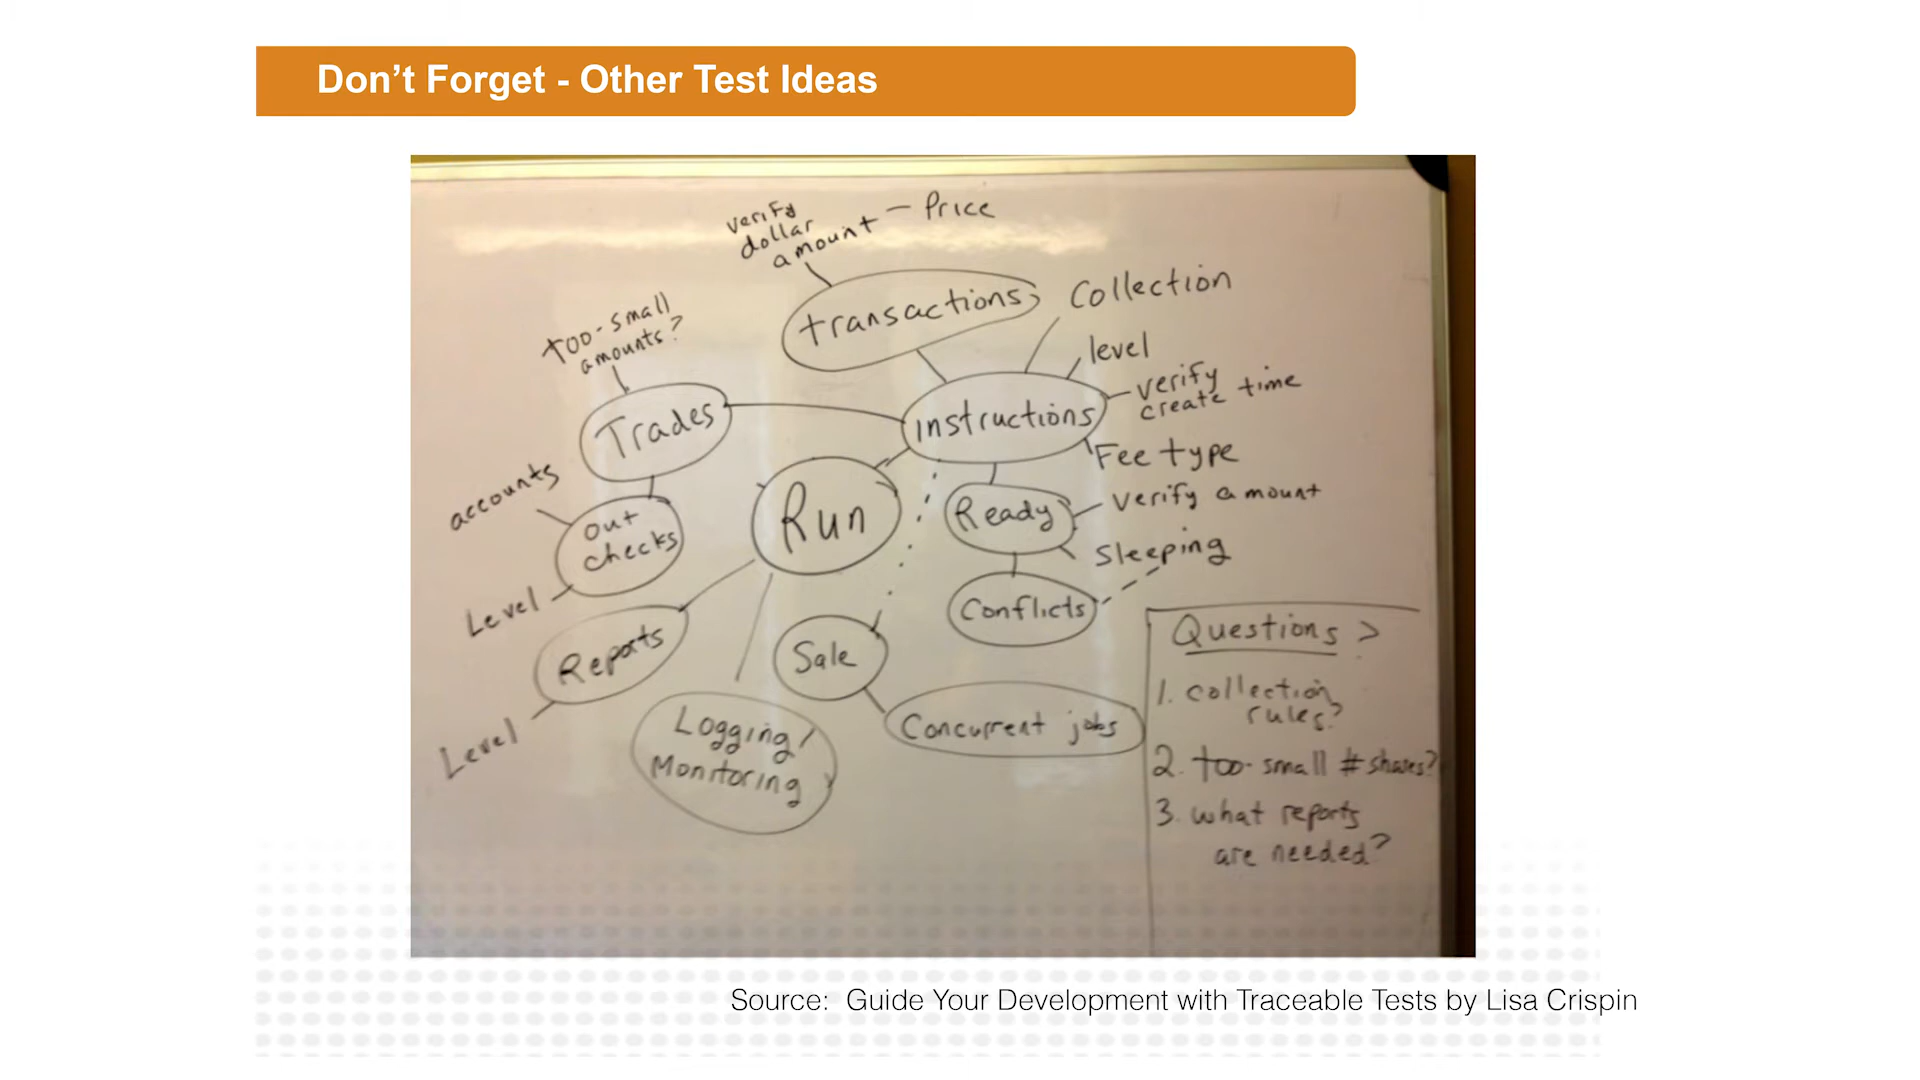 Don't Forget - Other Test Ideas
verify
dollar
amount – Price
transactions
Collection
too-small
amounts?
level
verify
create time
Trades
instructions
Fee type
accounts
Run
Ready
verify amount
out
checks
Sleeping
Level
Conflicts
Reports
Sale
Questions ?
1. collection
rules?
Level
Logging/
Monitoring
Concurrent jobs
2. too-small # shares?
3. what reports
are needed?
Source: Guide Your Development with Traceable Tests by Lisa Crispin